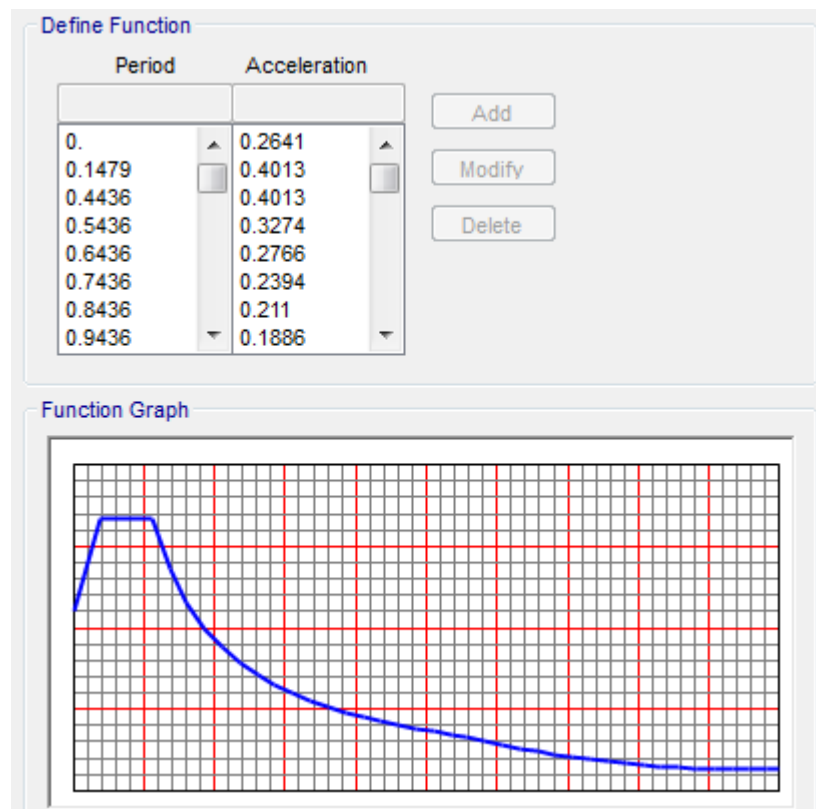 Define Function
Period Acceleration
Add
Modify
Delete
0. 0.2641
0.1479 0.4013
0.4436 0.4013
0.5436 0.3274
0.6436 0.2766
0.7436 0.2394
0.8436 0.211
0.9436 0.1886
Function Graph